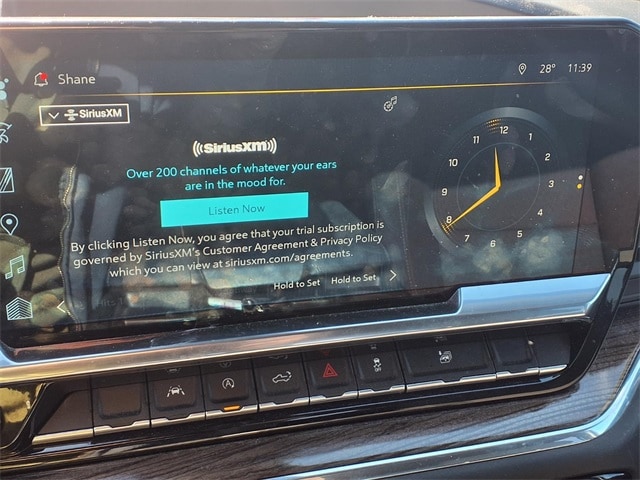 Shane
28° 11:39
SiriusXM
((SiriusXM))
Over 200 channels of whatever your ears
are in the mood for.
Listen Now
By clicking Listen Now, you agree that your trial subscription is
governed by SiriusXM's Customer Agreement & Privacy Policy
which you can view at siriusxm.com/agreements.
Hold to Set Hold to Set
12
11
1
10
2
3
4
8
7
5
6
A
OFF